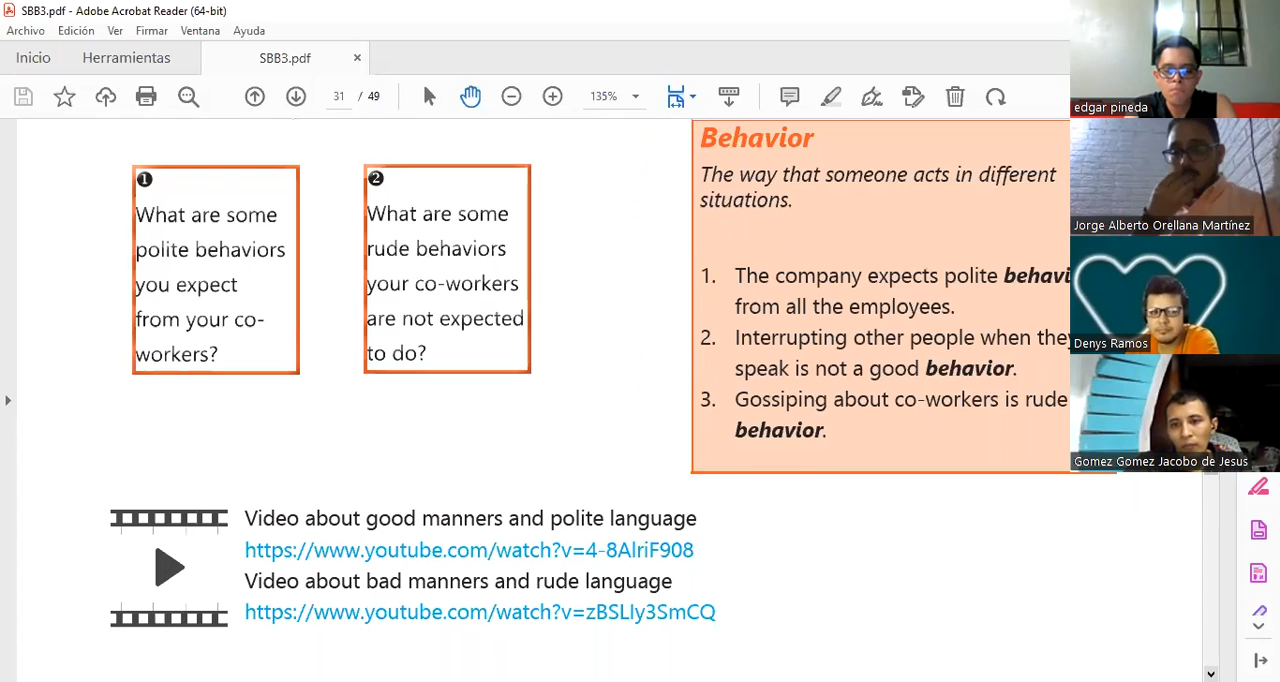 SBB3.pdf - Adobe Acrobat Reader (64-bit)
Archivo Edición Ver Firmar Ventana Ayuda
Inicio Herramientas SBB3.pdf ×
31 / 49 135%
❶
What are some
polite behaviors
you expect
from your co-
workers?
❷
What are some
rude behaviors
your co-workers
are not expected
to do?
Behavior
The way that someone acts in different
situations.
1. The company expects polite behavi
from all the employees.
2. Interrupting other people when they
speak is not a good behavior.
3. Gossiping about co-workers is rude
behavior.
Video about good manners and polite language
https://www.youtube.com/watch?v=4-8AlriF908
Video about bad manners and rude language
https://www.youtube.com/watch?v=zBSLIy3SmCQ
edgar pineda
Jorge Alberto Orellana Martínez
Denys Ramos
Gomez Gomez Jacobo de Jesus